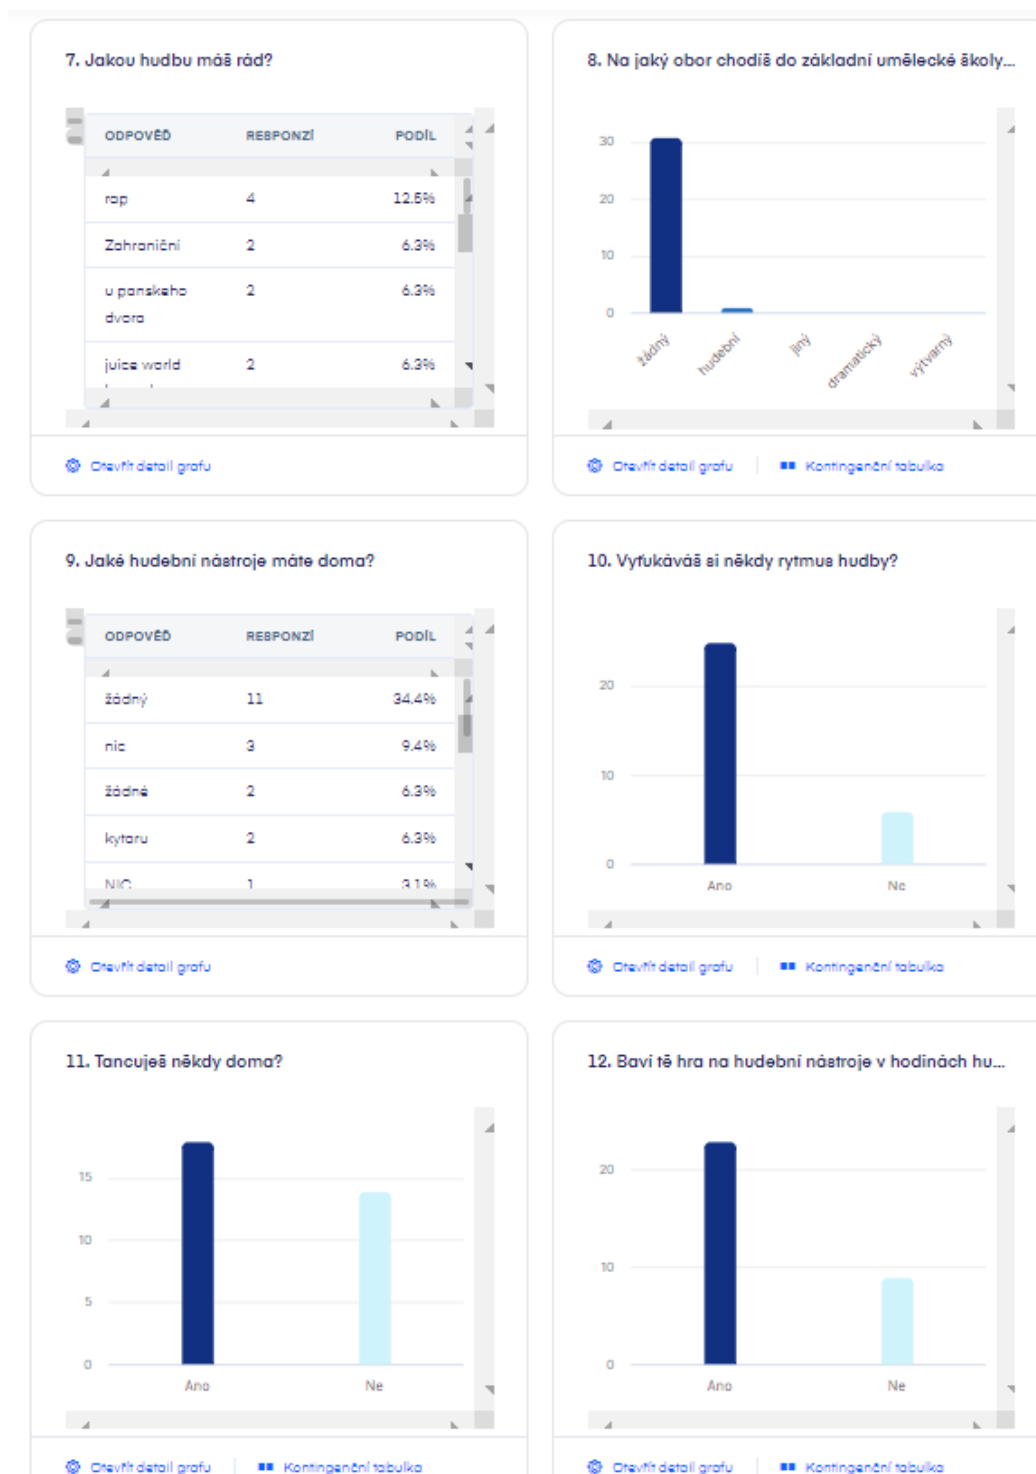 7. Jakou hudbu máš rád?
ODPOVĚĎ RESPONZÍ PODÍL
rap 4 12.5%
Zahraniční 2 6.3%
u panskeho dvora 2 6.3%
juice world 2 6.3%
Otevřít detail grafu
8. Na jaký obor chodíš do základní umělecké školy...
30
20
10
0
žádný
hudební
jiný
dramatický
výtvarný
Otevřít detail grafu
Kontingenční tabulka
9. Jaké hudební nástroje máte doma?
ODPOVĚĎ RESPONZÍ PODÍL
žádný 11 34.4%
nic 3 9.4%
žádné 2 6.3%
kytaru 2 6.3%
NIC 1 3.1%
Otevřít detail grafu
10. Vyťukáváš si někdy rytmus hudby?
20
10
0
Ano Ne
Otevřít detail grafu
Kontingenční tabulka
11. Tancuješ někdy doma?
15
10
5
0
Ano Ne
Otevřít detail grafu
Kontingenční tabulka
12. Baví tě hra na hudební nástroje v hodinách hu...
20
10
0
Ano Ne
Otevřít detail grafu
Kontingenční tabulka